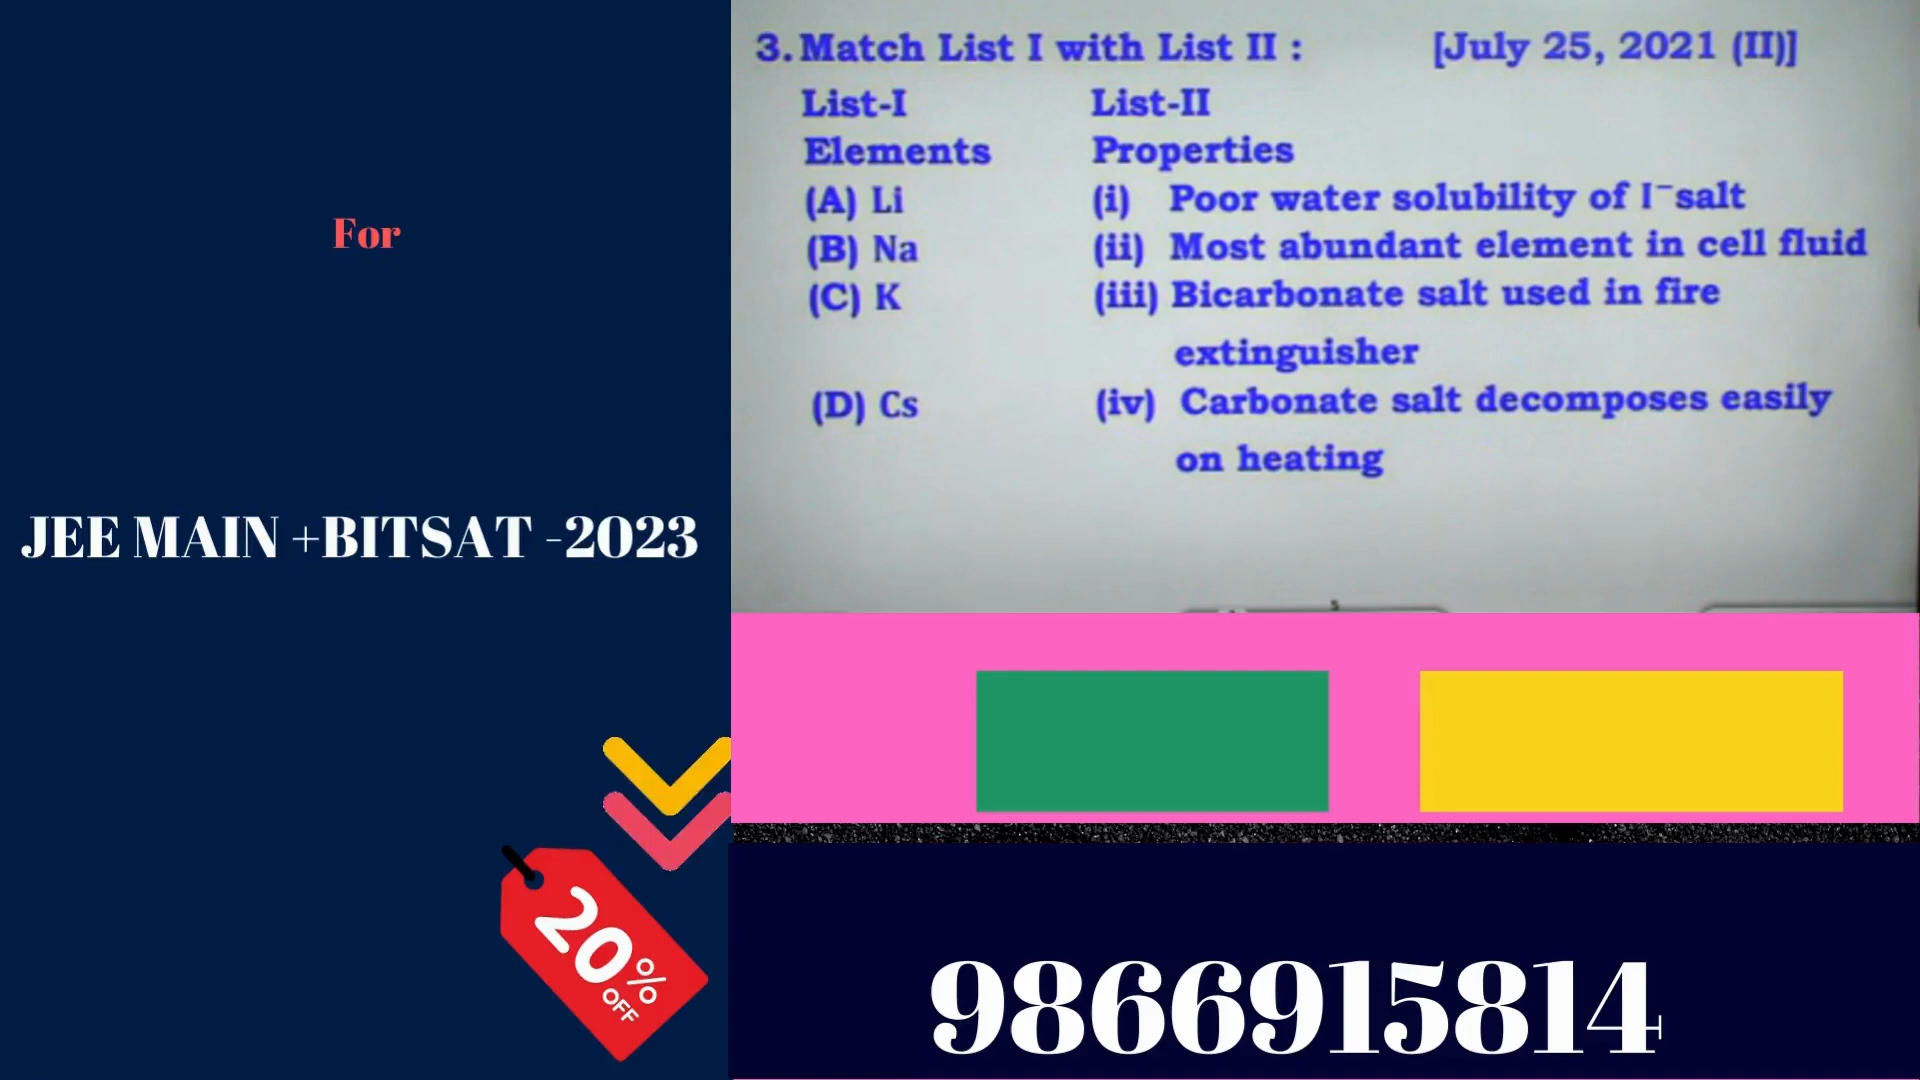 For
JEE MAIN +BITSAT -2023
20% OFF
3. Match List I with List II : [July 25, 2021 (II)]
List-I List-II
Elements Properties
(A) Li (i) Poor water solubility of I⁻ salt
(B) Na (ii) Most abundant element in cell fluid
(C) K (iii) Bicarbonate salt used in fire
extinguisher
(D) Cs (iv) Carbonate salt decomposes easily
on heating
9866915814